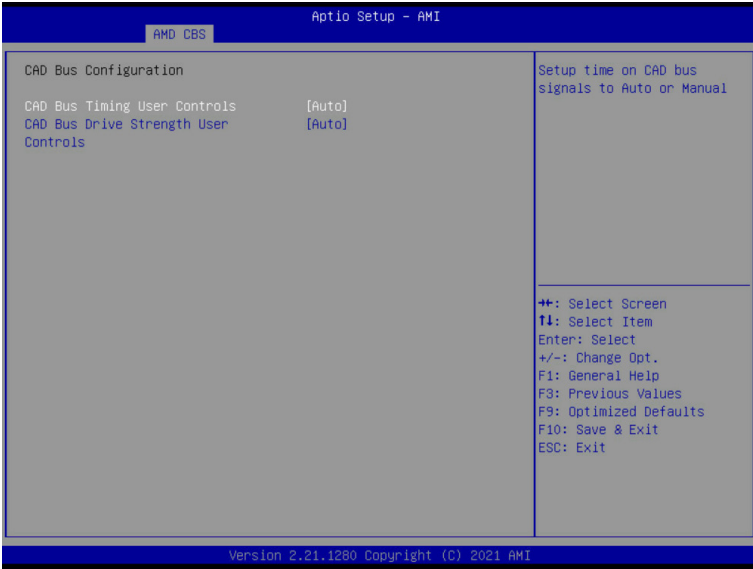 Aptio Setup – AMI
AMD CBS
CAD Bus Configuration
CAD Bus Timing User Controls [Auto]
CAD Bus Drive Strength User [Auto]
Controls
Setup time on CAD bus
signals to Auto or Manual
→←: Select Screen
↑↓: Select Item
Enter: Select
+/-: Change Opt.
F1: General Help
F3: Previous Values
F9: Optimized Defaults
F10: Save & Exit
ESC: Exit
Version 2.21.1280 Copyright (C) 2021 AMI